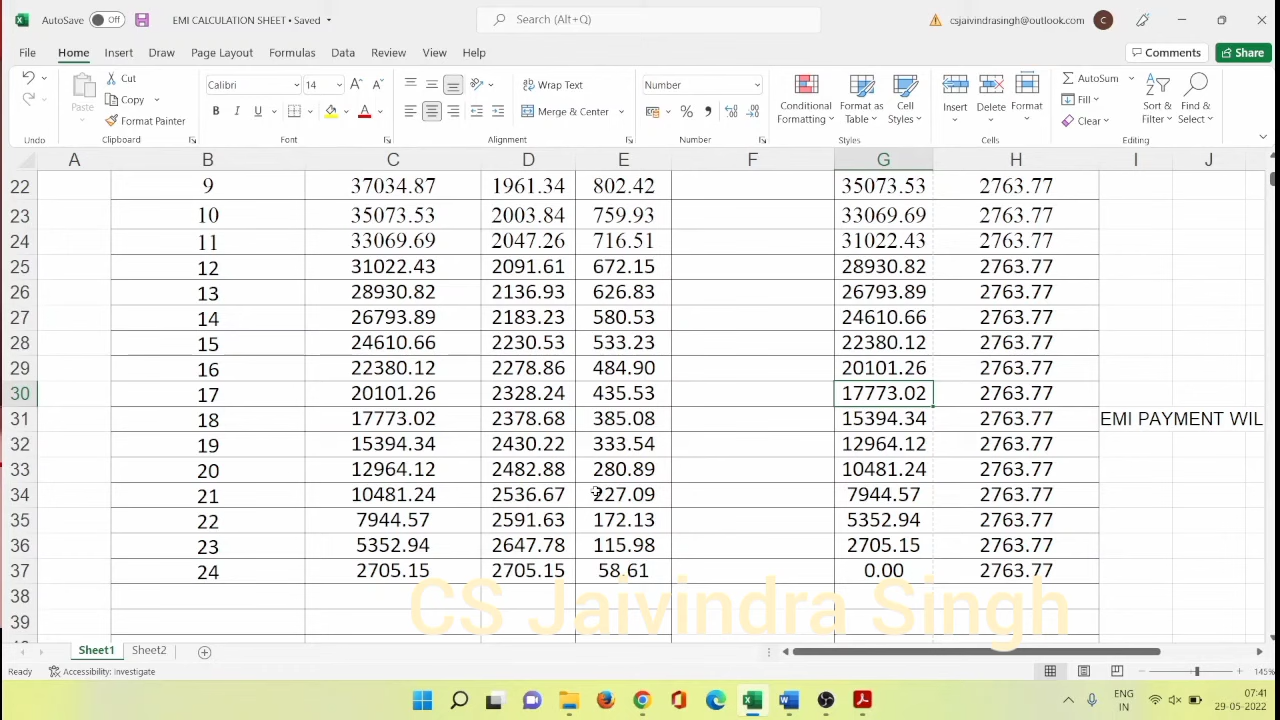 AutoSave Off EMI CALCULATION SHEET • Saved Search (Alt+Q) csjaivindrasingh@outlook.com C
File Home Insert Draw Page Layout Formulas Data Review View Help Comments Share
Cut Calibri 14 Wrap Text Number AutoSum
Paste Copy Merge & Center Conditional Formatting Format as Table Cell Styles Insert Delete Format Fill Sort & Filter Find & Select
Format Painter Clear
Undo Clipboard Font Alignment Number Styles Cells Editing
A B C D E F G H I J
22 9 37034.87 1961.34 802.42 35073.53 2763.77
23 10 35073.53 2003.84 759.93 33069.69 2763.77
24 11 33069.69 2047.26 716.51 31022.43 2763.77
25 12 31022.43 2091.61 672.15 28930.82 2763.77
26 13 28930.82 2136.93 626.83 26793.89 2763.77
27 14 26793.89 2183.23 580.53 24610.66 2763.77
28 15 24610.66 2230.53 533.23 22380.12 2763.77
29 16 22380.12 2278.86 484.90 20101.26 2763.77
30 17 20101.26 2328.24 435.53 17773.02 2763.77
31 18 17773.02 2378.68 385.08 15394.34 2763.77 EMI PAYMENT WIL
32 19 15394.34 2430.22 333.54 12964.12 2763.77
33 20 12964.12 2482.88 280.89 10481.24 2763.77
34 21 10481.24 2536.67 227.09 7944.57 2763.77
35 22 7944.57 2591.63 172.13 5352.94 2763.77
36 23 5352.94 2647.78 115.98 2705.15 2763.77
37 24 2705.15 2705.15 58.61 0.00 2763.77
38
CS Jaivindra Singh
39
Sheet1 Sheet2
Ready Accessibility: Investigate 145%
ENG 07:41
IN 29-05-2022